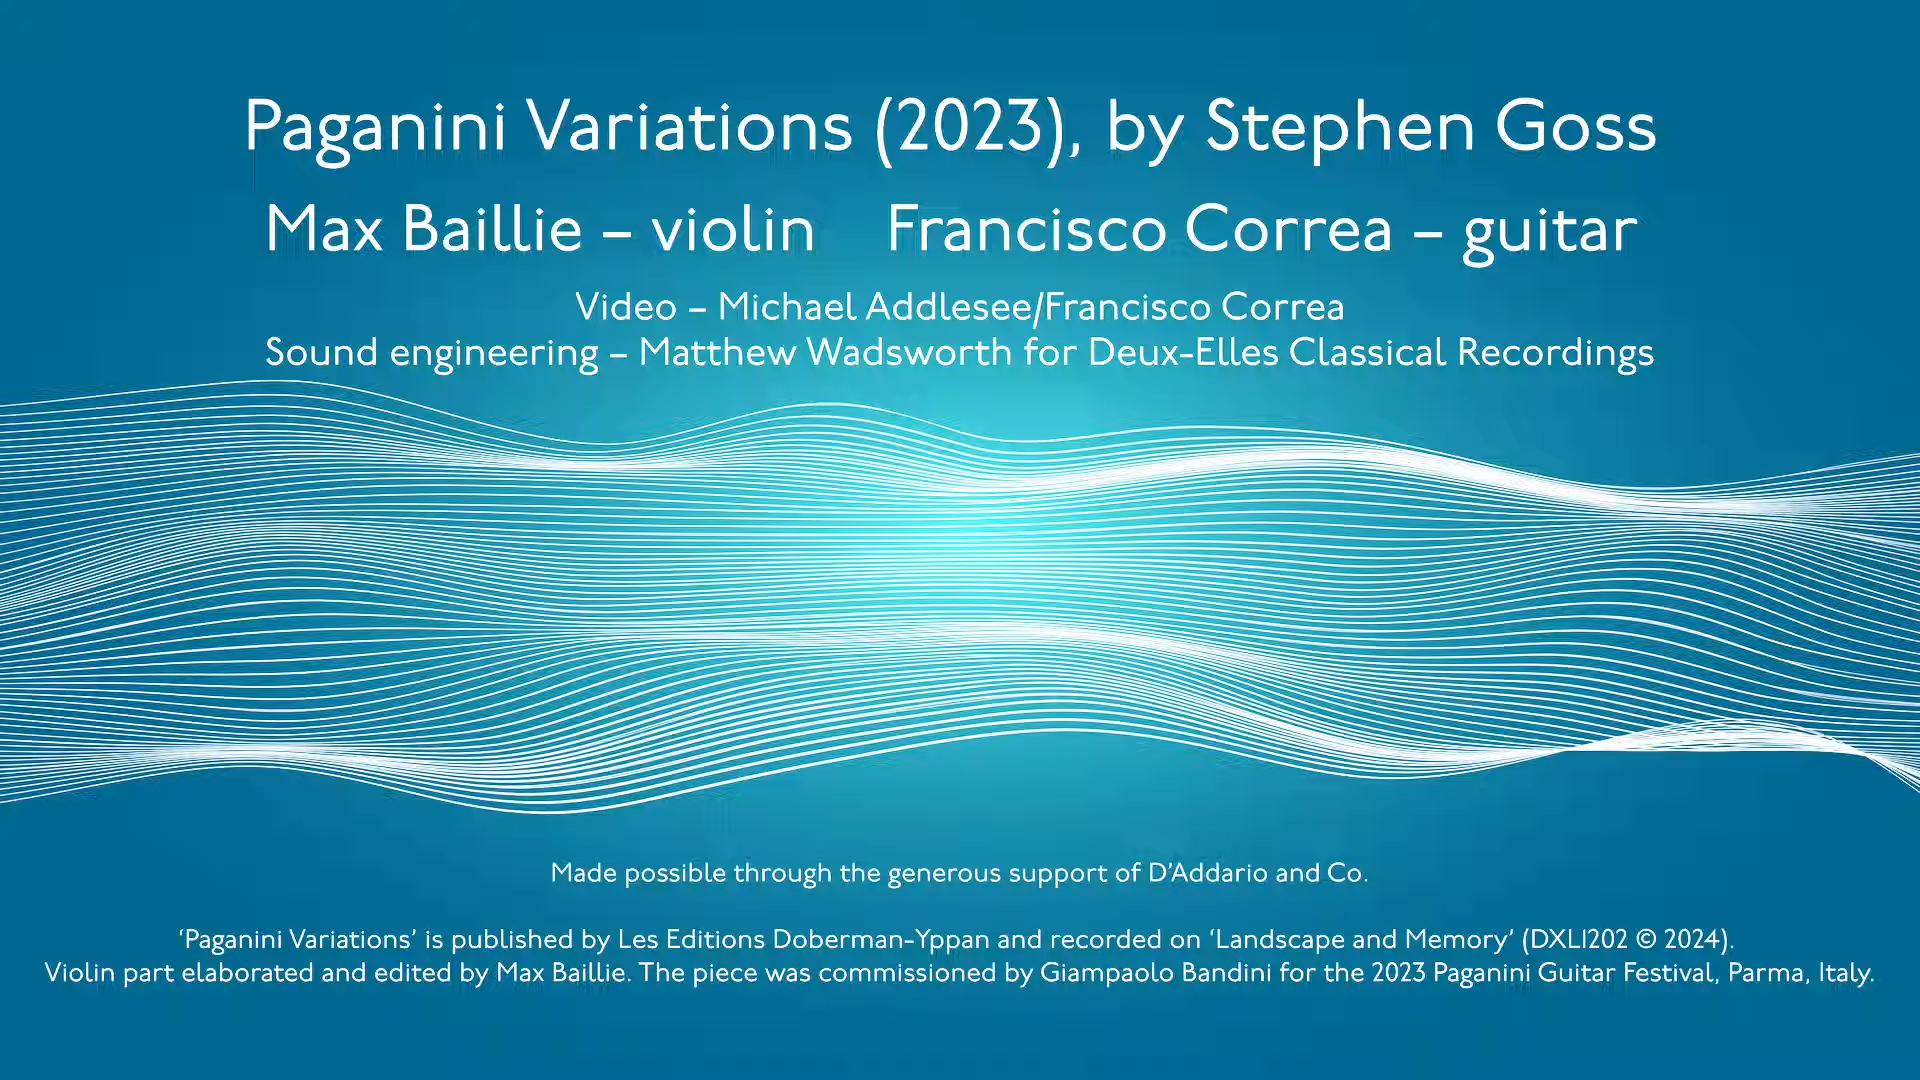 Paganini Variations (2023), by Stephen Goss
Max Baillie – violin Francisco Correa – guitar
Video – Michael Addlesee/Francisco Correa
Sound engineering – Matthew Wadsworth for Deux-Elles Classical Recordings
Made possible through the generous support of D’Addario and Co.
‘Paganini Variations’ is published by Les Editions Doberman-Yppan and recorded on ‘Landscape and Memory’ (DXL1202 © 2024).
Violin part elaborated and edited by Max Baillie. The piece was commissioned by Giampaolo Bandini for the 2023 Paganini Guitar Festival, Parma, Italy.